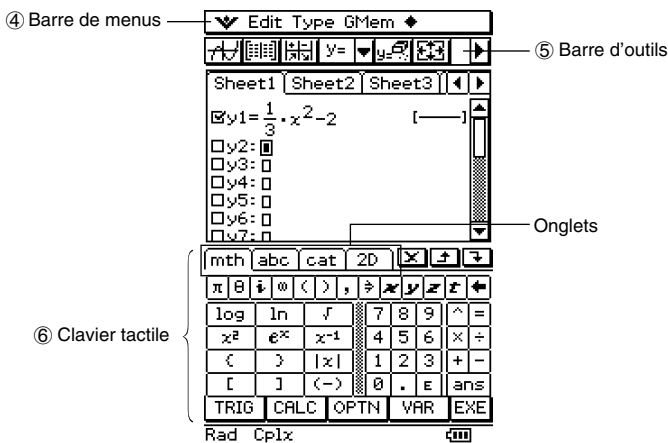 ④ Barre de menus
Edit Type GMem ◆
y=
⑤ Barre d'outils
Sheet1 Sheet2 Sheet3
y1=1/3·x²−2 [—]
y2:
y3:
y4:
y5:
y6:
y7:
Onglets
mth abc cat 2D
π θ i ∞ ( ) , ⇒ x y z t ←
log ln √ 7 8 9 ^ =
x² eˣ x⁻¹ 4 5 6 × ÷
( ) |x| 1 2 3 + −
[ ] (−) 0 . E ans
⑥ Clavier tactile
TRIG CALC OPTN VAR EXE
Rad Cplx